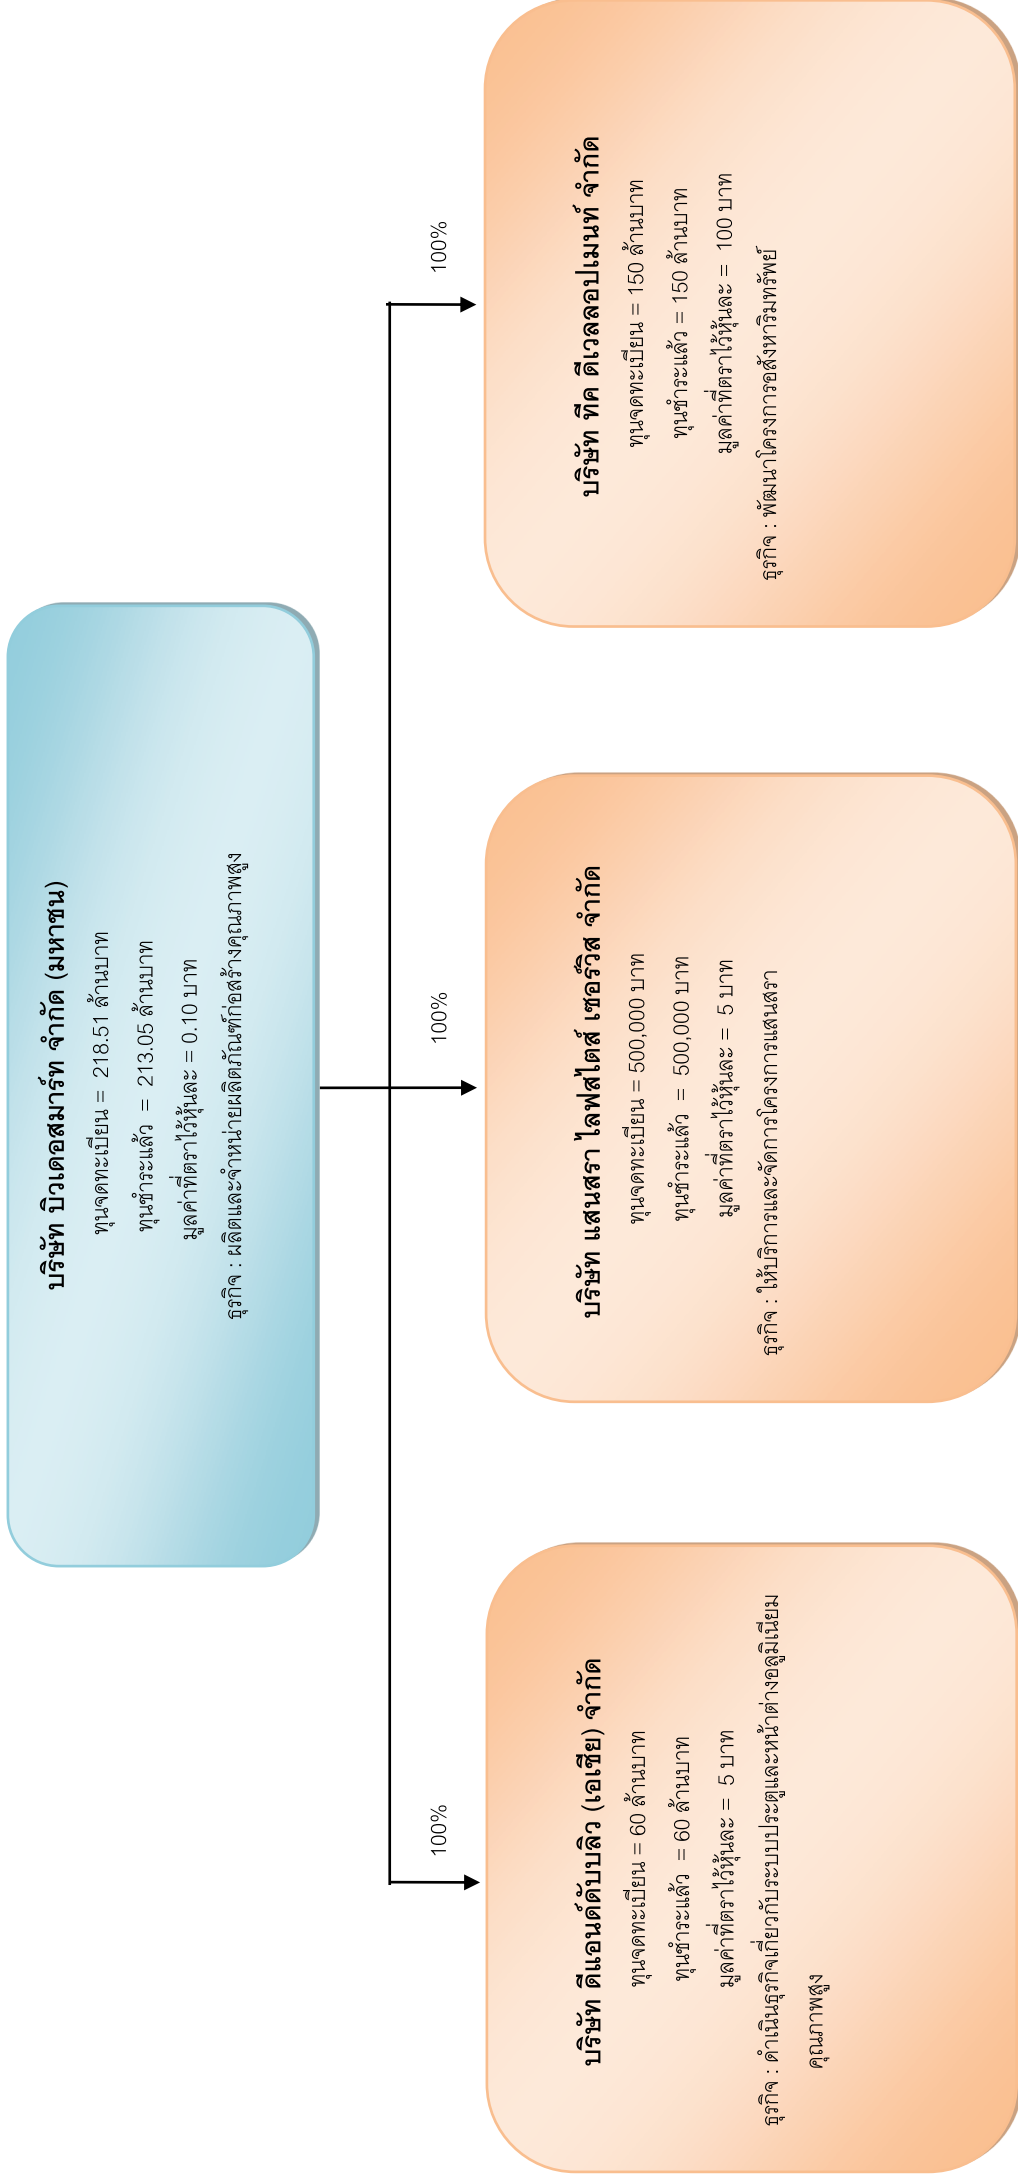 บริษัท บิวเดอสมาร์ท จำกัด (มหาชน)
ทุนจดทะเบียน = 218.51 ล้านบาท
ทุนชำระแล้ว = 213.05 ล้านบาท
มูลค่าที่ตราไว้หุ้นละ = 0.10 บาท
ธุรกิจ : ผลิตและจำหน่ายผลิตภัณฑ์ก่อสร้างคุณภาพสูง
100%
100%
100%
บริษัท ดีแอนด์ดับบลิว (เอเซีย) จำกัด
ทุนจดทะเบียน = 60 ล้านบาท
ทุนชำระแล้ว = 60 ล้านบาท
มูลค่าที่ตราไว้หุ้นละ = 5 บาท
ธุรกิจ : ดำเนินธุรกิจเกี่ยวกับระบบประตูและหน้าต่างอลูมิเนียม
คุณภาพสูง
บริษัท แสนสรา ไลฟสไตส์ เซอร์วิส จำกัด
ทุนจดทะเบียน = 500,000 บาท
ทุนชำระแล้ว = 500,000 บาท
มูลค่าที่ตราไว้หุ้นละ = 5 บาท
ธุรกิจ : ให้บริการและจัดการโครงการแสนสรา
บริษัท ทีค ดีเวลลอปเมนท์ จำกัด
ทุนจดทะเบียน = 150 ล้านบาท
ทุนชำระแล้ว = 150 ล้านบาท
มูลค่าที่ตราไว้หุ้นละ = 100 บาท
ธุรกิจ : พัฒนาโครงการอสังหาริมทรัพย์